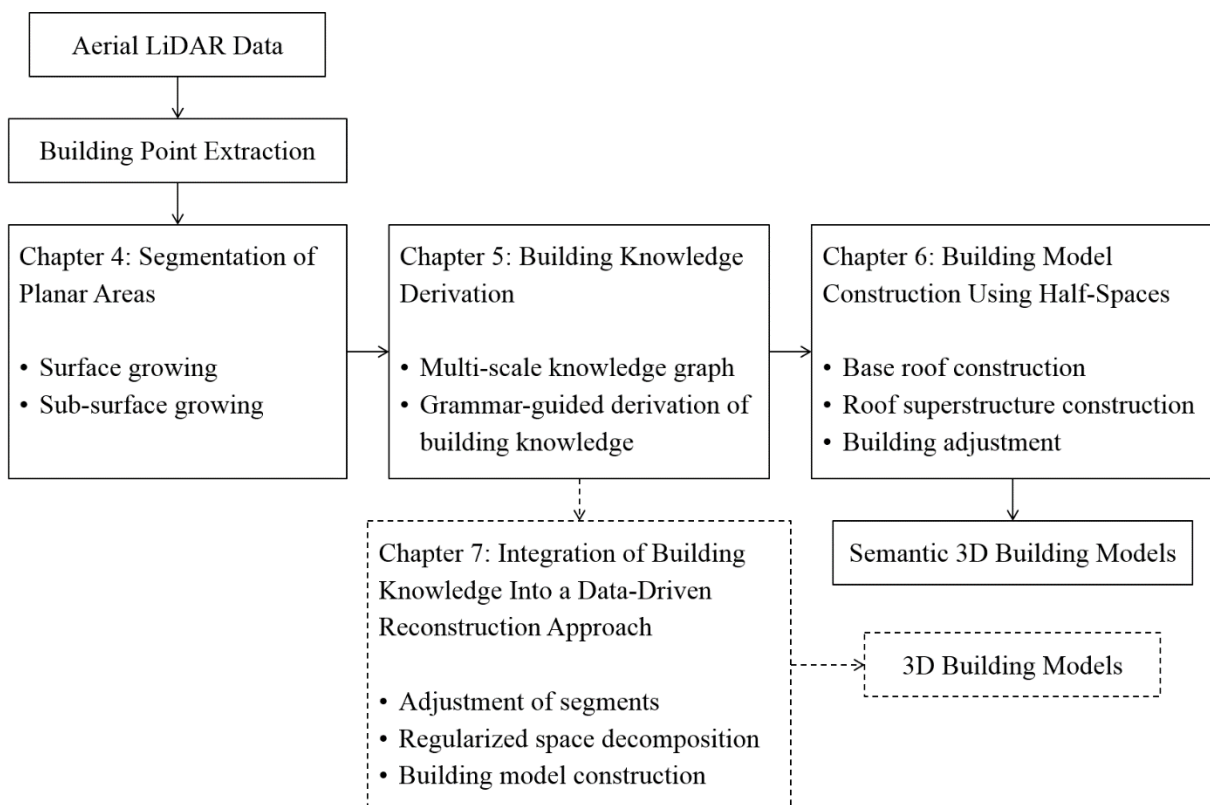 Aerial LiDAR Data
Building Point Extraction
Chapter 4: Segmentation of
Planar Areas
• Surface growing
• Sub-surface growing
Chapter 5: Building Knowledge
Derivation
• Multi-scale knowledge graph
• Grammar-guided derivation of
building knowledge
Chapter 6: Building Model
Construction Using Half-Spaces
• Base roof construction
• Roof superstructure construction
• Building adjustment
Chapter 7: Integration of Building
Knowledge Into a Data-Driven
Reconstruction Approach
• Adjustment of segments
• Regularized space decomposition
• Building model construction
Semantic 3D Building Models
3D Building Models